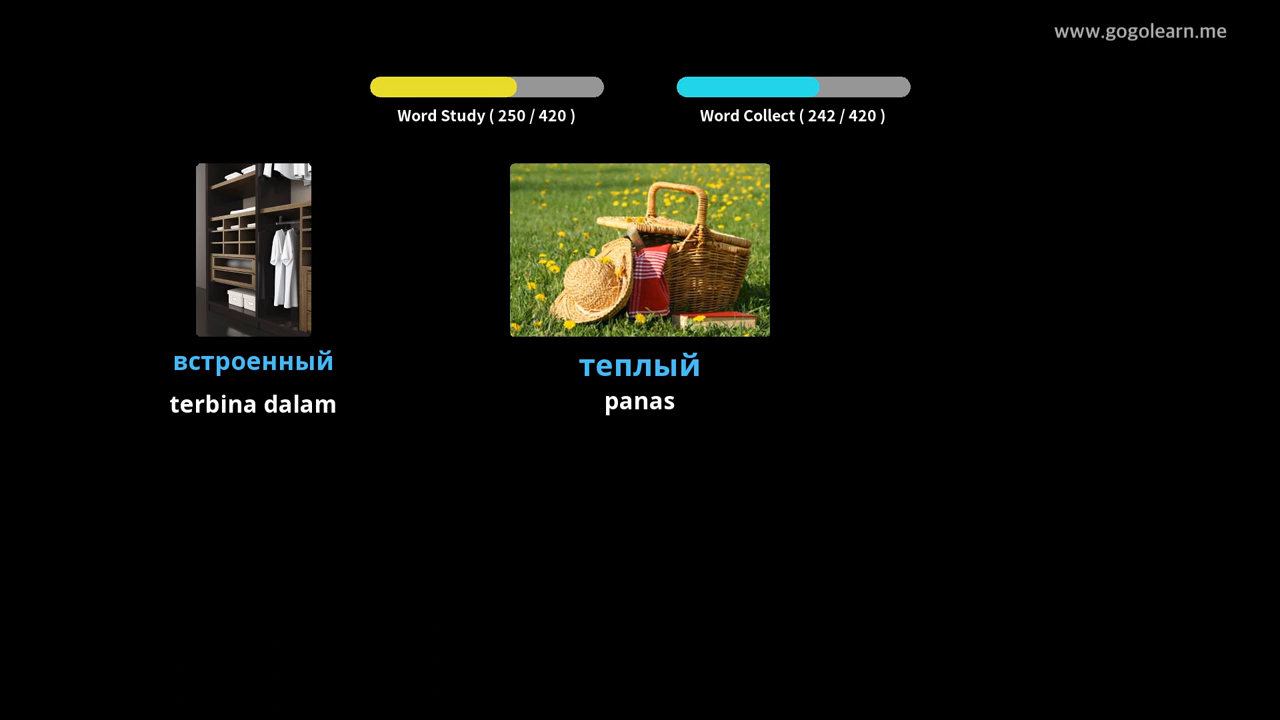 www.gogolearn.me
Word Study ( 250 / 420 )
Word Collect ( 242 / 420 )
встроенный
terbina dalam
теплый
panas